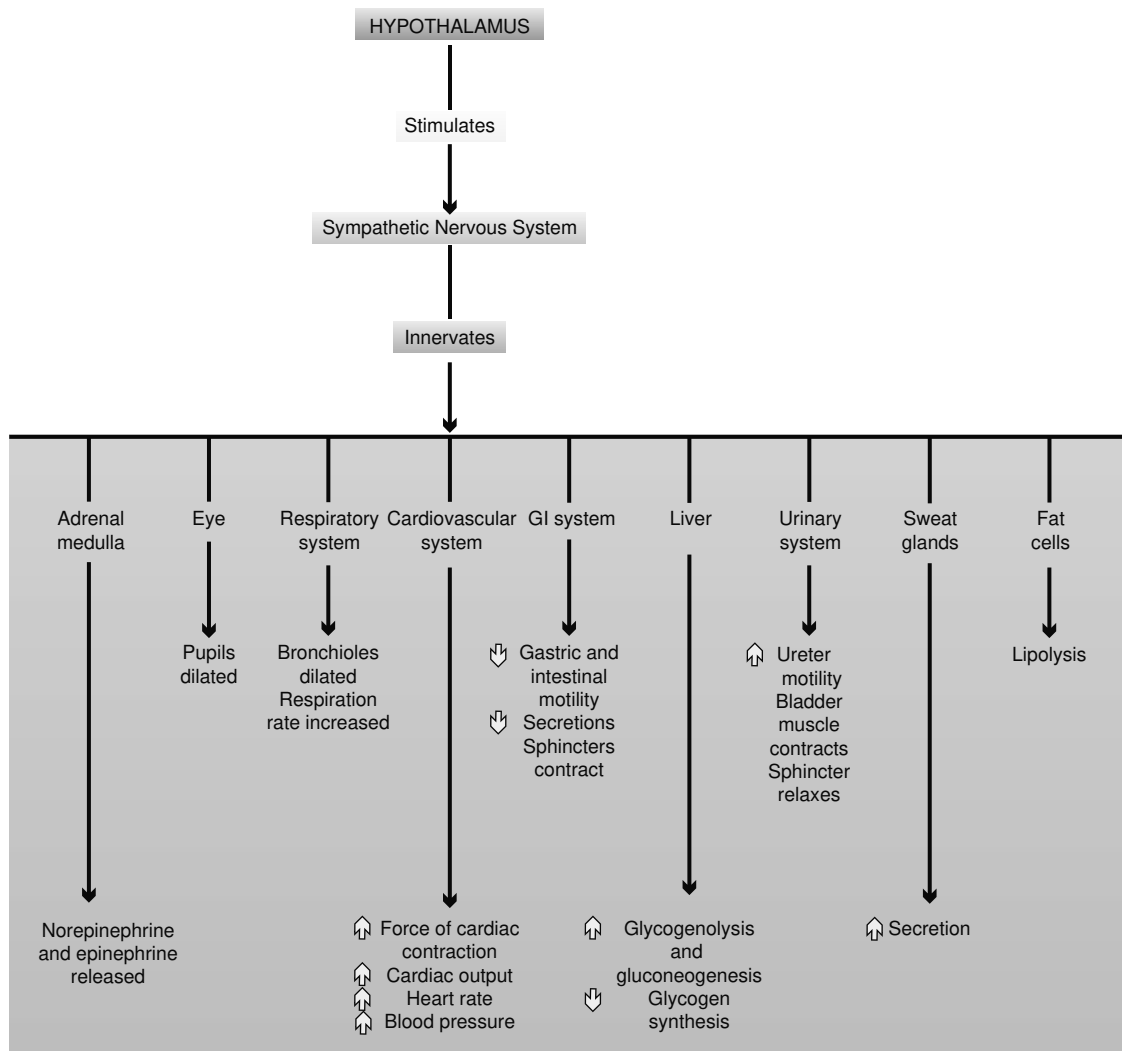 HYPOTHALAMUS
Stimulates
Sympathetic Nervous System
Innervates
Adrenal
medulla
Eye
Respiratory
system
Cardiovascular
system
GI system
Liver
Urinary
system
Sweat
glands
Fat
cells
Pupils
dilated
Bronchioles
dilated
Respiration
rate increased
Gastric and
intestinal
motility
Secretions
Sphincters
contract
Ureter
motility
Bladder
muscle
contracts
Sphincter
relaxes
Lipolysis
Norepinephrine
and epinephrine
released
Force of cardiac
contraction
Cardiac output
Heart rate
Blood pressure
Glycogenolysis
and
gluconeogenesis
Glycogen
synthesis
Secretion